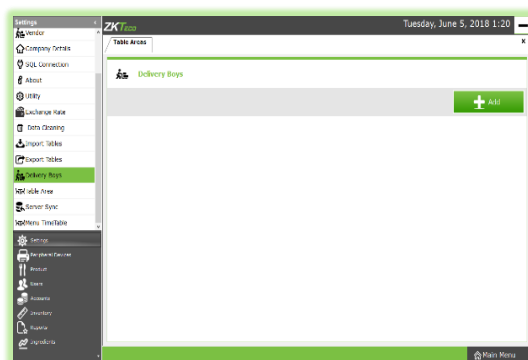 Settings
ZKTeco
Tuesday, June 5, 2018 1:20
Vendor
Table Areas
x
Company Details
SQL Connection
Delivery Boys
About
Utility
Add
Exchange Rate
Data Cleaning
Import Tables
Export Tables
Delivery Boys
Table Area
Server Sync
Menu TimeTable
Settings
Peripheral Devices
Product
Users
Accounts
Inventory
Reports
Ingredients
Main Menu